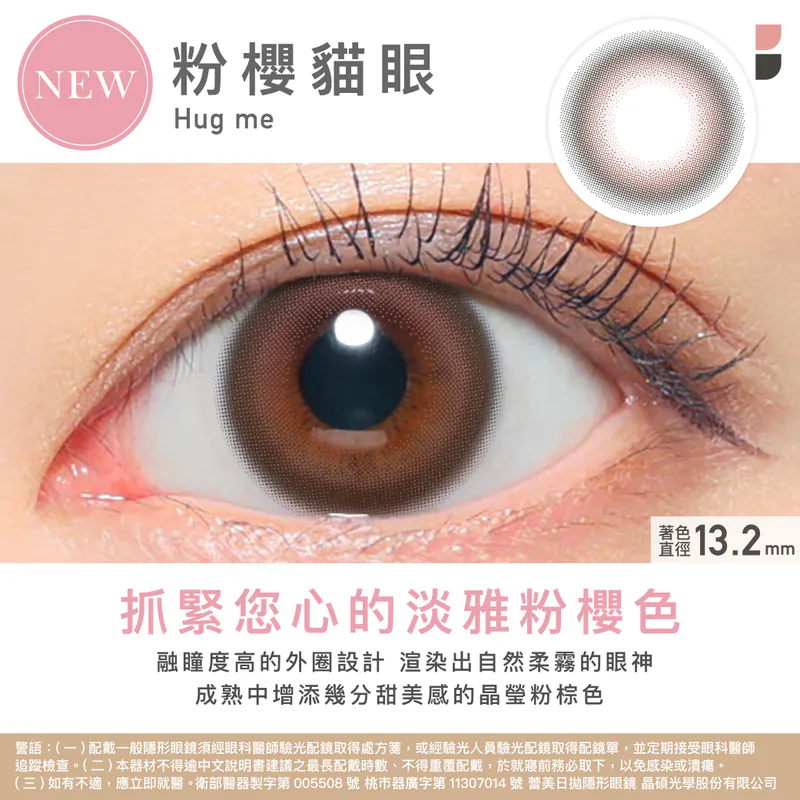 NEW
粉櫻貓眼
Hug me
著色
直徑 13.2mm
抓緊您心的淡雅粉櫻色
融瞳度高的外圈設計 渲染出自然柔霧的眼神
成熟中增添幾分甜美感的晶瑩粉棕色
警語：(一)配戴一般隱形眼鏡須經眼科醫師驗光配鏡取得處方箋，或經驗光人員驗光配鏡取得配鏡單，並定期接受眼科醫師
追蹤檢查。(二)本器材不得逾中文說明書建議之最長配戴時數、不得重覆配戴，於就寢前務必取下，以免感染或潰瘍。
(三)如有不適，應立即就醫。衛部醫器製字第 005508 號 桃市器廣字第 11307014 號 蕾美日拋隱形眼鏡 晶碩光學股份有限公司